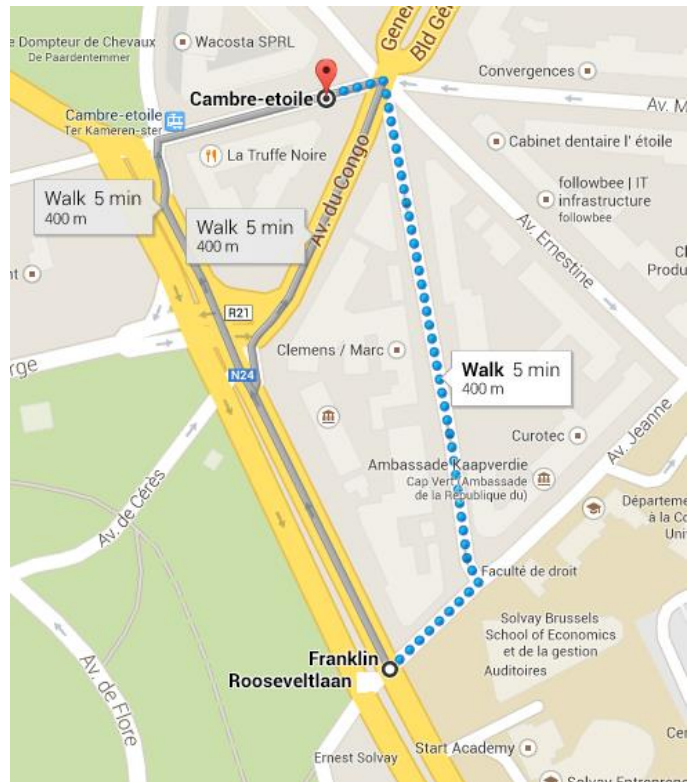 Dompteur de Chevaux
De Paardentemmer
Wacosta SPRL
Bld Gén
Convergences
Cambre-etoile
Cambre-etoile
Ter Kameren-ster
Av. M
La Truffe Noire
Cabinet dentaire l' étoile
Av. du Congo
followbee | IT
infrastructure
followbee
Walk 5 min
400 m
Walk 5 min
400 m
Av. Ernestine
R21
Clemens / Marc
N24
Walk 5 min
400 m
Curotec
Av. Jeanne
Ambassade Kaapverdie
Cap Vert (Ambassade
de la République du)
Av. de Cérès
Faculté de droit
Solvay Brussels
School of Economics
et de la gestion
Auditoires
Franklin
Rooseveltlaan
Av. de Flore
Ernest Solvay
Start Academy